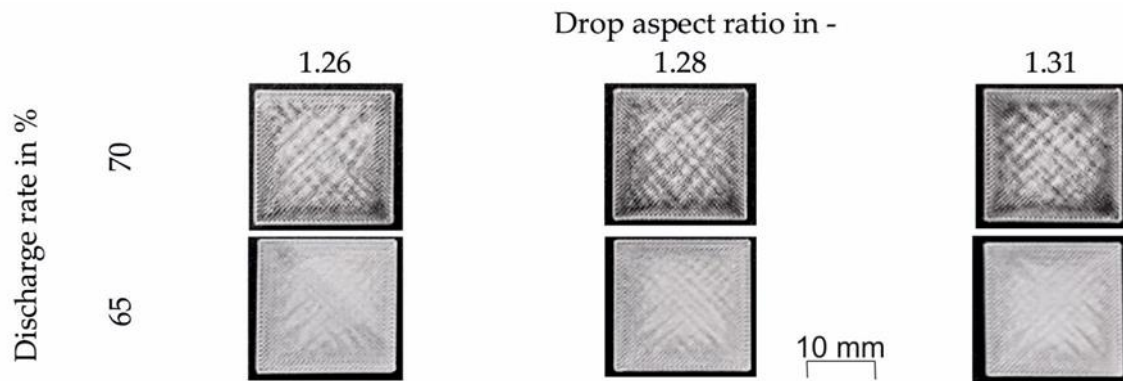 Drop aspect ratio in -
1.26 1.28 1.31
Discharge rate in %
70
65
10 mm